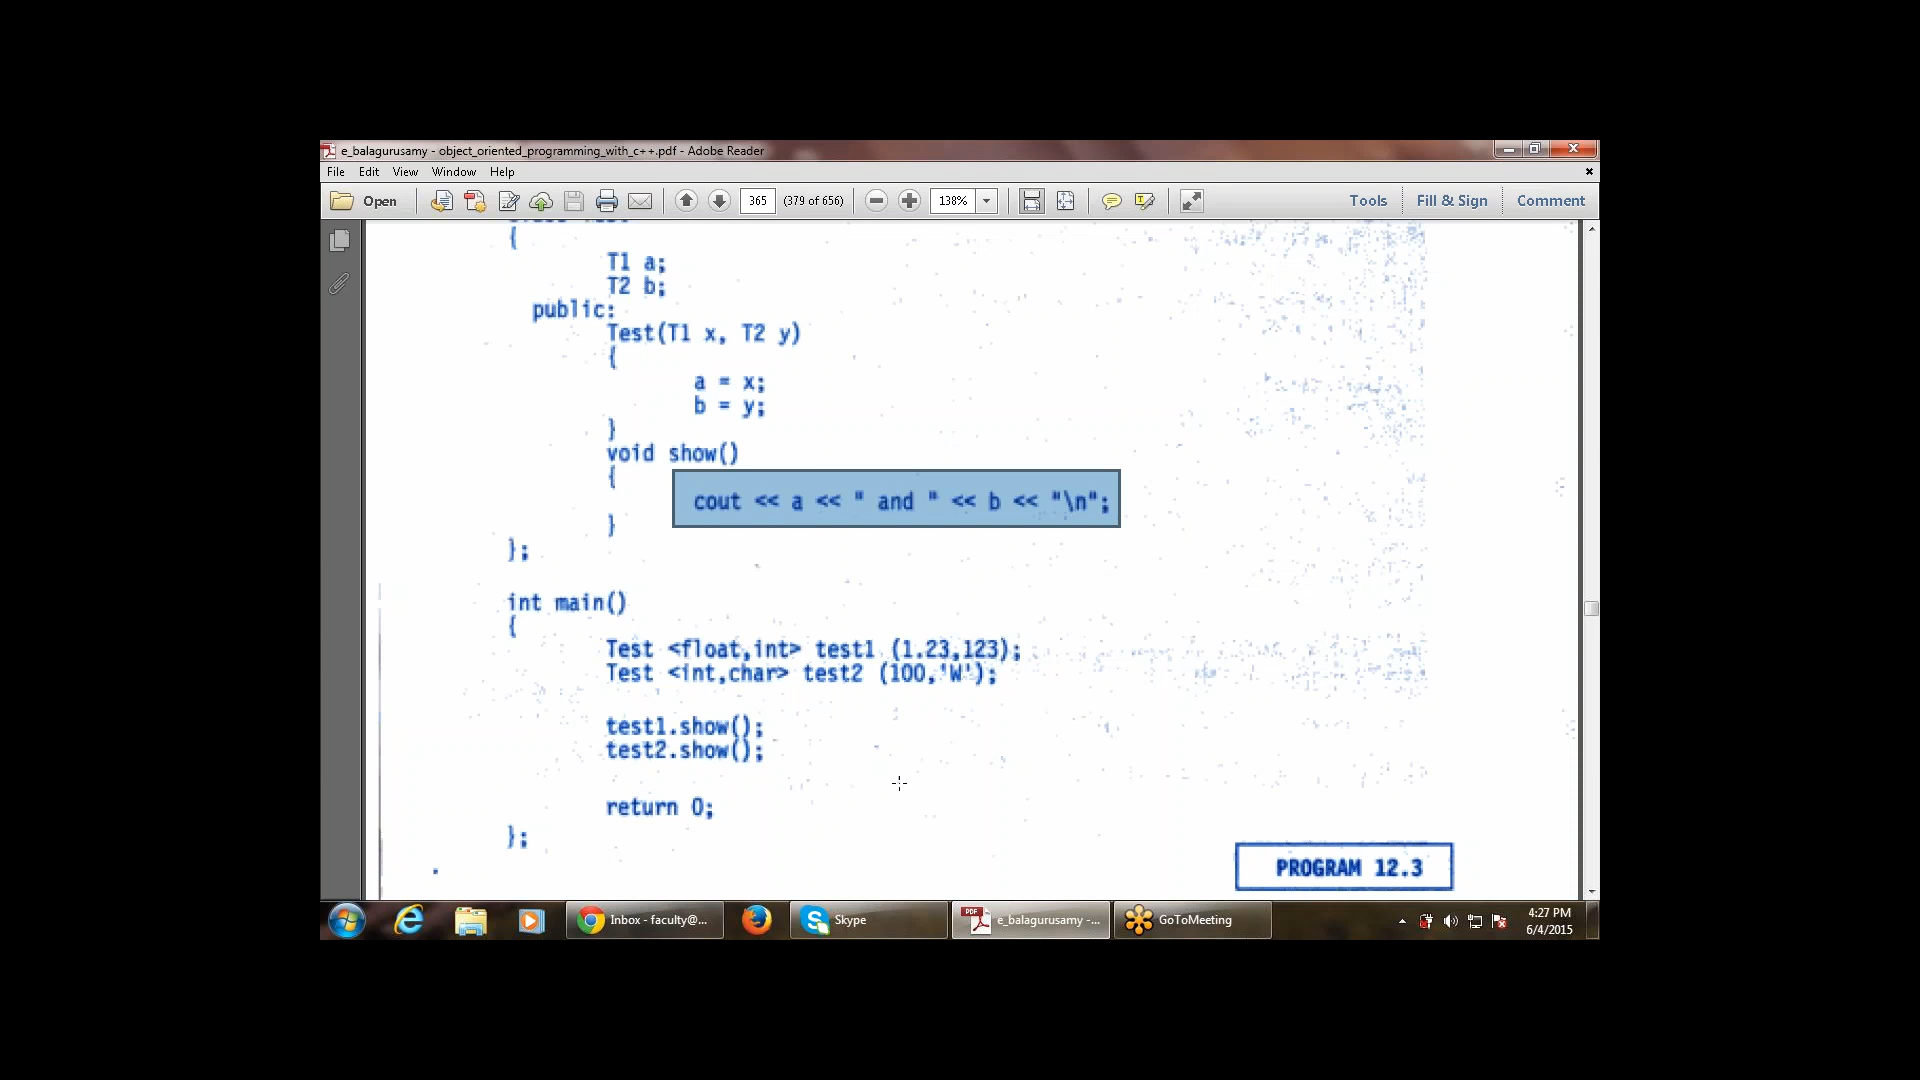 e_balagurusamy - object_oriented_programming_with_c++.pdf - Adobe Reader
File Edit View Window Help
Open 365 (379 of 656) 138% Tools Fill & Sign Comment
{
T1 a;
T2 b;
public:
Test(T1 x, T2 y)
{
a = x;
b = y;
}
void show()
{
cout << a << " and " << b << "\n";
}
};
int main()
{
Test <float,int> test1 (1.23,123);
Test <int,char> test2 (100,'W');
test1.show();
test2.show();
return 0;
};
PROGRAM 12.3
Inbox - faculty@... Skype e_balagurusamy -... GoToMeeting
4:27 PM
6/4/2015